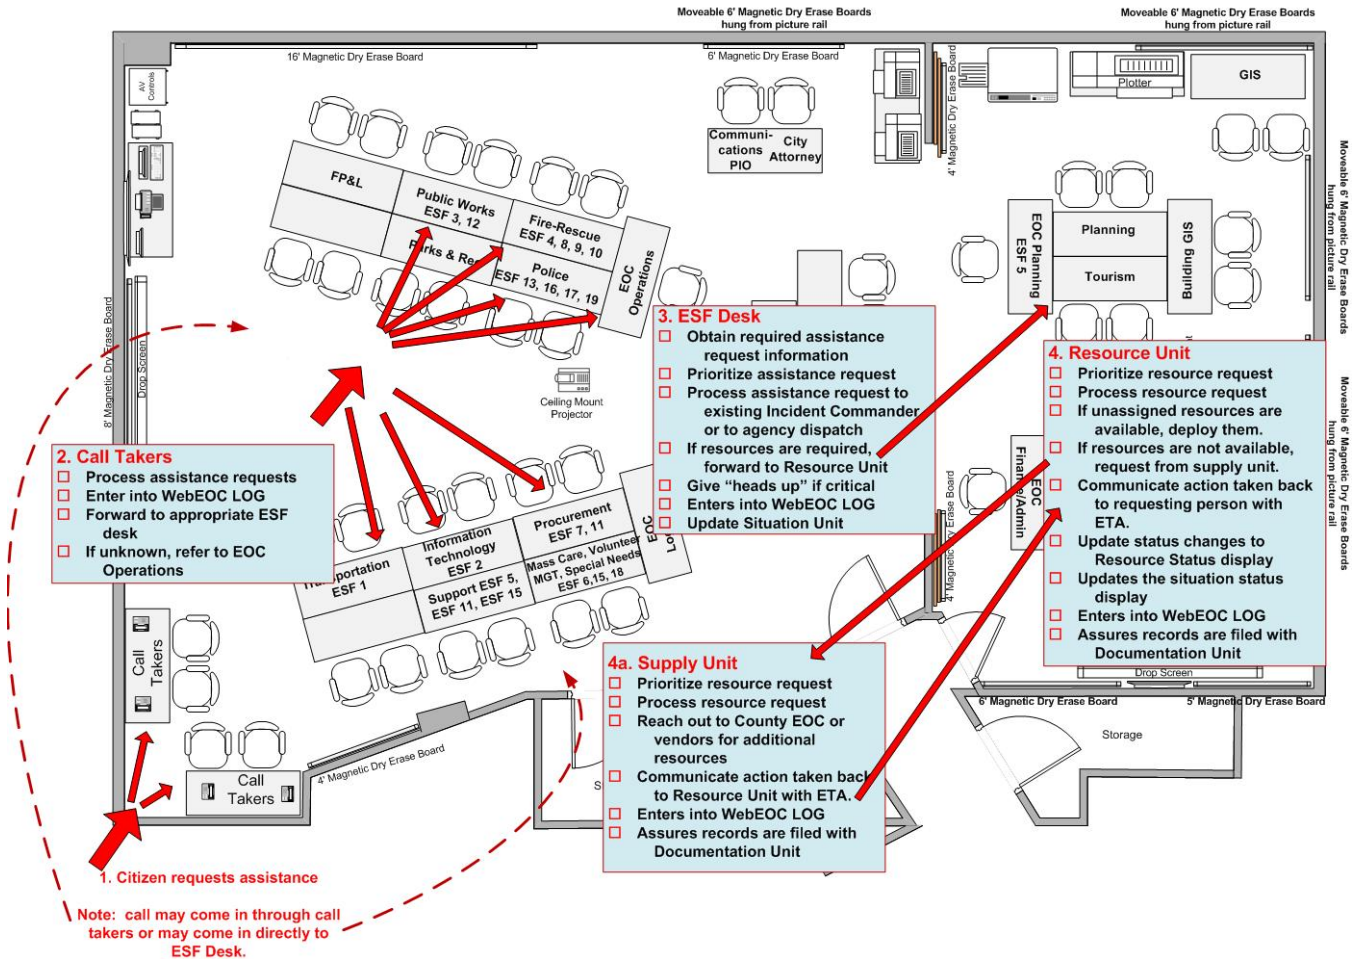 Moveable 6' Magnetic Dry Erase Boards
hung from picture rail
Moveable 6' Magnetic Dry Erase Boards
hung from picture rail
16' Magnetic Dry Erase Board
6' Magnetic Dry Erase Board
4' Magnetic Dry Erase Board
AV
Controls
Plotter
GIS
Communi-
cations
PIO
City
Attorney
Moveable 6' Magnetic Dry Erase Boards
hung from picture rail
FP&L
Public Works
ESF 3, 12
Fire-Rescue
ESF 4, 8, 9, 10
Parks & Rec
Police
ESF 13, 16, 17, 19
EOC
Operations
EOC Planning
ESF 5
Planning
Tourism
Building GIS
8' Magnetic Dry Erase Board
Drop Screen
Ceiling Mount
Projector
3. ESF Desk
Obtain required assistance
request information
Prioritize assistance request
Process assistance request to
existing Incident Commander
or to agency dispatch
If resources are required,
forward to Resource Unit
Give “heads up” if critical
Enters into WebEOC LOG
Update Situation Unit
4. Resource Unit
Prioritize resource request
Process resource request
If unassigned resources are
available, deploy them.
If resources are not available,
request from supply unit.
Communicate action taken back
to requesting person with
ETA.
Update status changes to
Resource Status display
Updates the situation status
display
Enters into WebEOC LOG
Assures records are filed with
Documentation Unit
Moveable 6' Magnetic Dry Erase Boards
hung from picture rail
2. Call Takers
Process assistance requests
Enter into WebEOC LOG
Forward to appropriate ESF
desk
If unknown, refer to EOC
Operations
EOC
Finance/Admin
4' Magnetic Dry Erase Board
Transportation
ESF 1
Information
Technology
ESF 2
Procurement
ESF 7, 11
Support ESF 5,
ESF 11, ESF 15
Mass Care, Volunteer
MGT, Special Needs
ESF 6,15, 18
EOC
4a. Supply Unit
Prioritize resource request
Process resource request
Reach out to County EOC or
vendors for additional
resources
Communicate action taken back
to Resource Unit with ETA.
Enters into WebEOC LOG
Assures records are filed with
Documentation Unit
Drop Screen
6' Magnetic Dry Erase Board
5' Magnetic Dry Erase Board
Storage
Call
Takers
Call
Takers
4' Magnetic Dry Erase Board
1. Citizen requests assistance
Note: call may come in through call
takers or may come in directly to
ESF Desk.